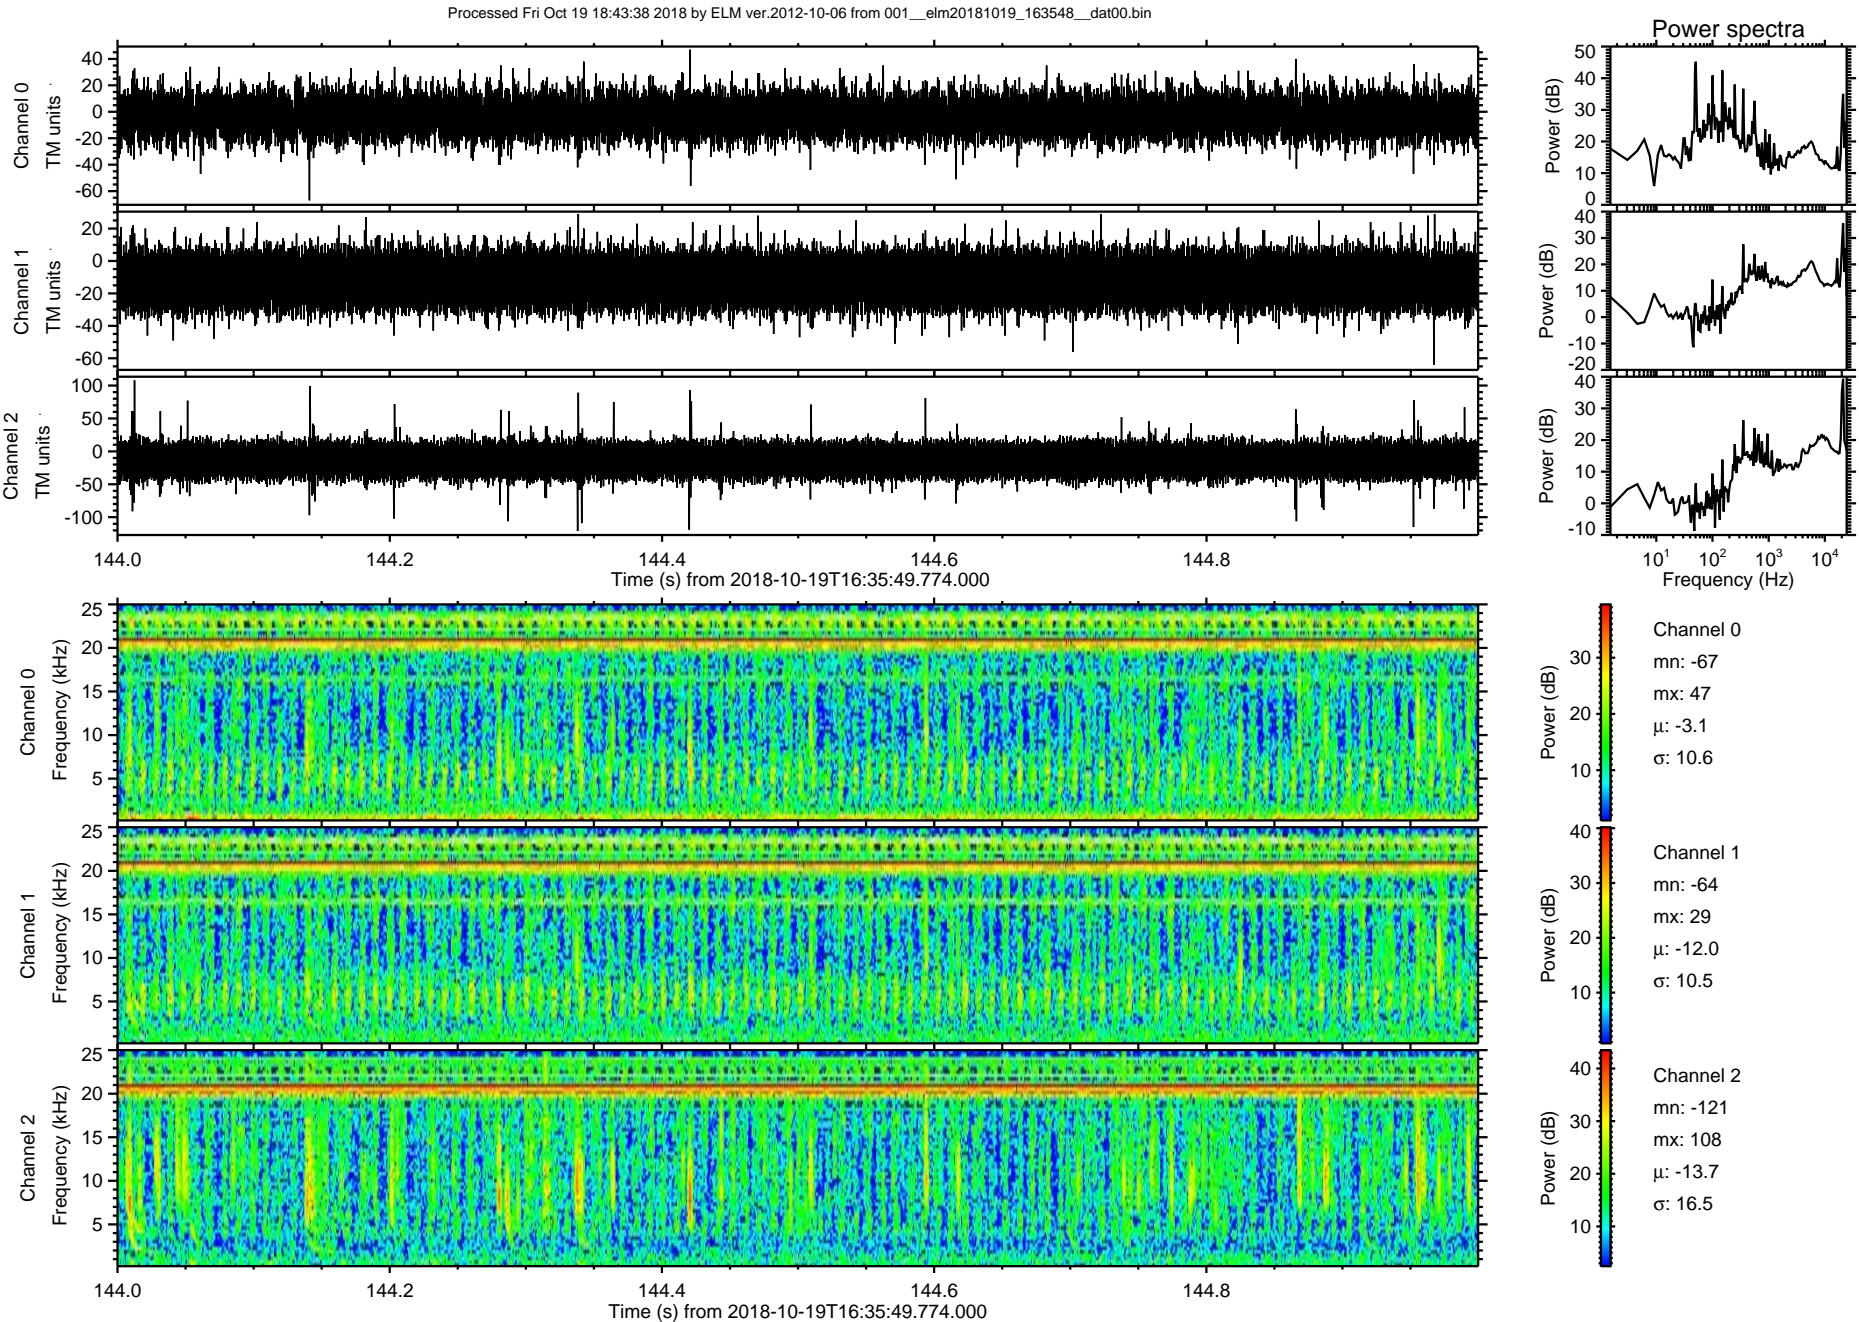 Processed Fri Oct 19 18:43:38 2018 by ELM ver.2012-10-06 from 001__elm20181019_163548__dat00.bin
Power spectra
Channel 0
TM units
40
20
0
-20
-40
-60
Power (dB)
50
40
30
20
10
0
Channel 1
TM units
20
0
-20
-40
-60
Power (dB)
40
30
20
10
0
-10
-20
Channel 2
TM units
100
50
0
-50
-100
Power (dB)
40
30
20
10
0
-10
144.0 144.2 144.4 144.6 144.8
Time (s) from 2018-10-19T16:35:49.774.000
10^1 10^2 10^3 10^4
Frequency (Hz)
Channel 0
Frequency (kHz)
25
20
15
10
5
Power (dB)
30
20
10
Channel 0
mn: -67
mx: 47
μ: -3.1
σ: 10.6
Channel 1
Frequency (kHz)
25
20
15
10
5
Power (dB)
40
30
20
10
Channel 1
mn: -64
mx: 29
μ: -12.0
σ: 10.5
Channel 2
Frequency (kHz)
25
20
15
10
5
Power (dB)
40
30
20
10
Channel 2
mn: -121
mx: 108
μ: -13.7
σ: 16.5
144.0 144.2 144.4 144.6 144.8
Time (s) from 2018-10-19T16:35:49.774.000